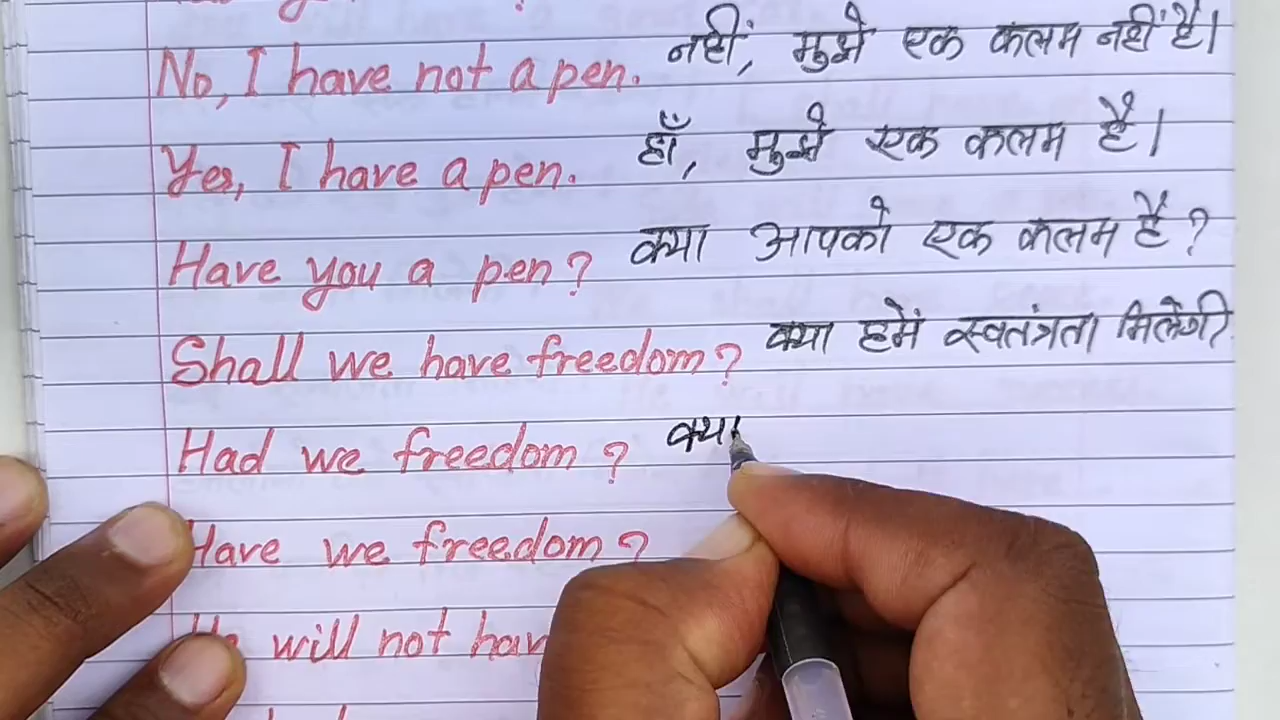 No, I have not a pen. नहीं, मुझे एक कलम नहीं है।
Yes, I have a pen. हाँ, मुझे एक कलम है।
Have you a pen? क्या आपको एक कलम है?
Shall we have freedom? क्या हमें स्वतंत्रता मिलेगी?
Had we freedom? क्या
Have we freedom?
will not hav